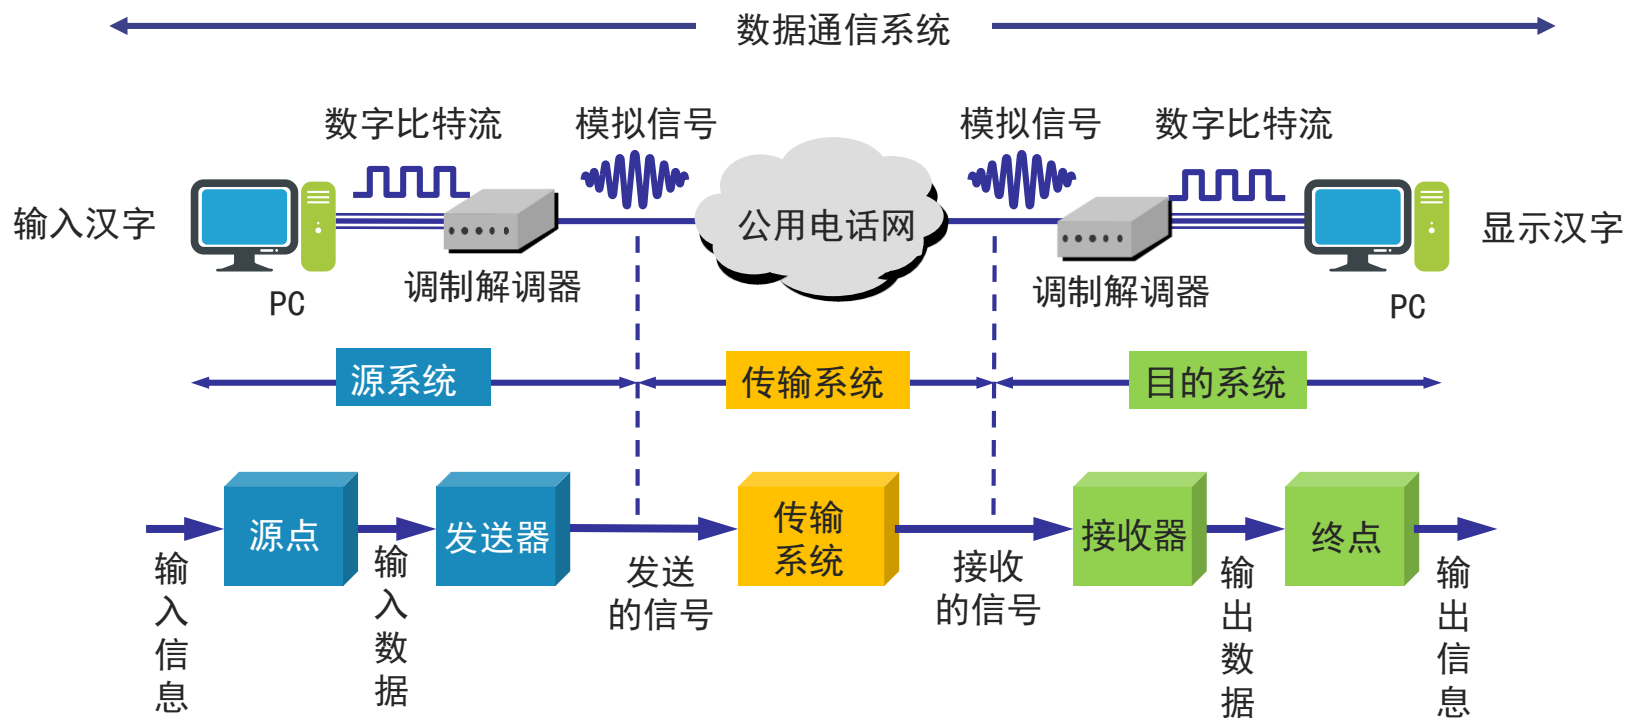 数据通信系统
数字比特流
模拟信号
模拟信号
数字比特流
输入汉字
公用电话网
显示汉字
调制解调器
调制解调器
PC
PC
源系统
传输系统
目的系统
源点
发送器
传输
系统
接收器
终点
输入信息
输入数据
发送
的信号
接收
的信号
输出数据
输出信息